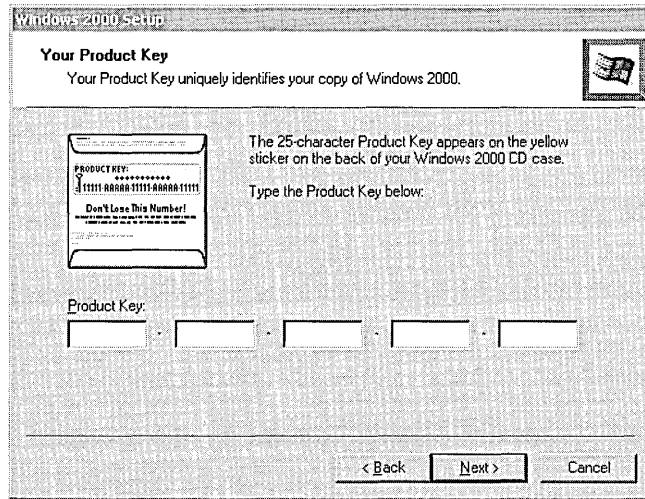 Windows 2000 Setup
Your Product Key
Your Product Key uniquely identifies your copy of Windows 2000.
The 25-character Product Key appears on the yellow
sticker on the back of your Windows 2000 CD case.
Type the Product Key below:
PRODUCT KEY:
11111-AAAAA-11111-AAAAA-11111
Don't Lose This Number!
Product Key:
- - - -
< Back
Next >
Cancel